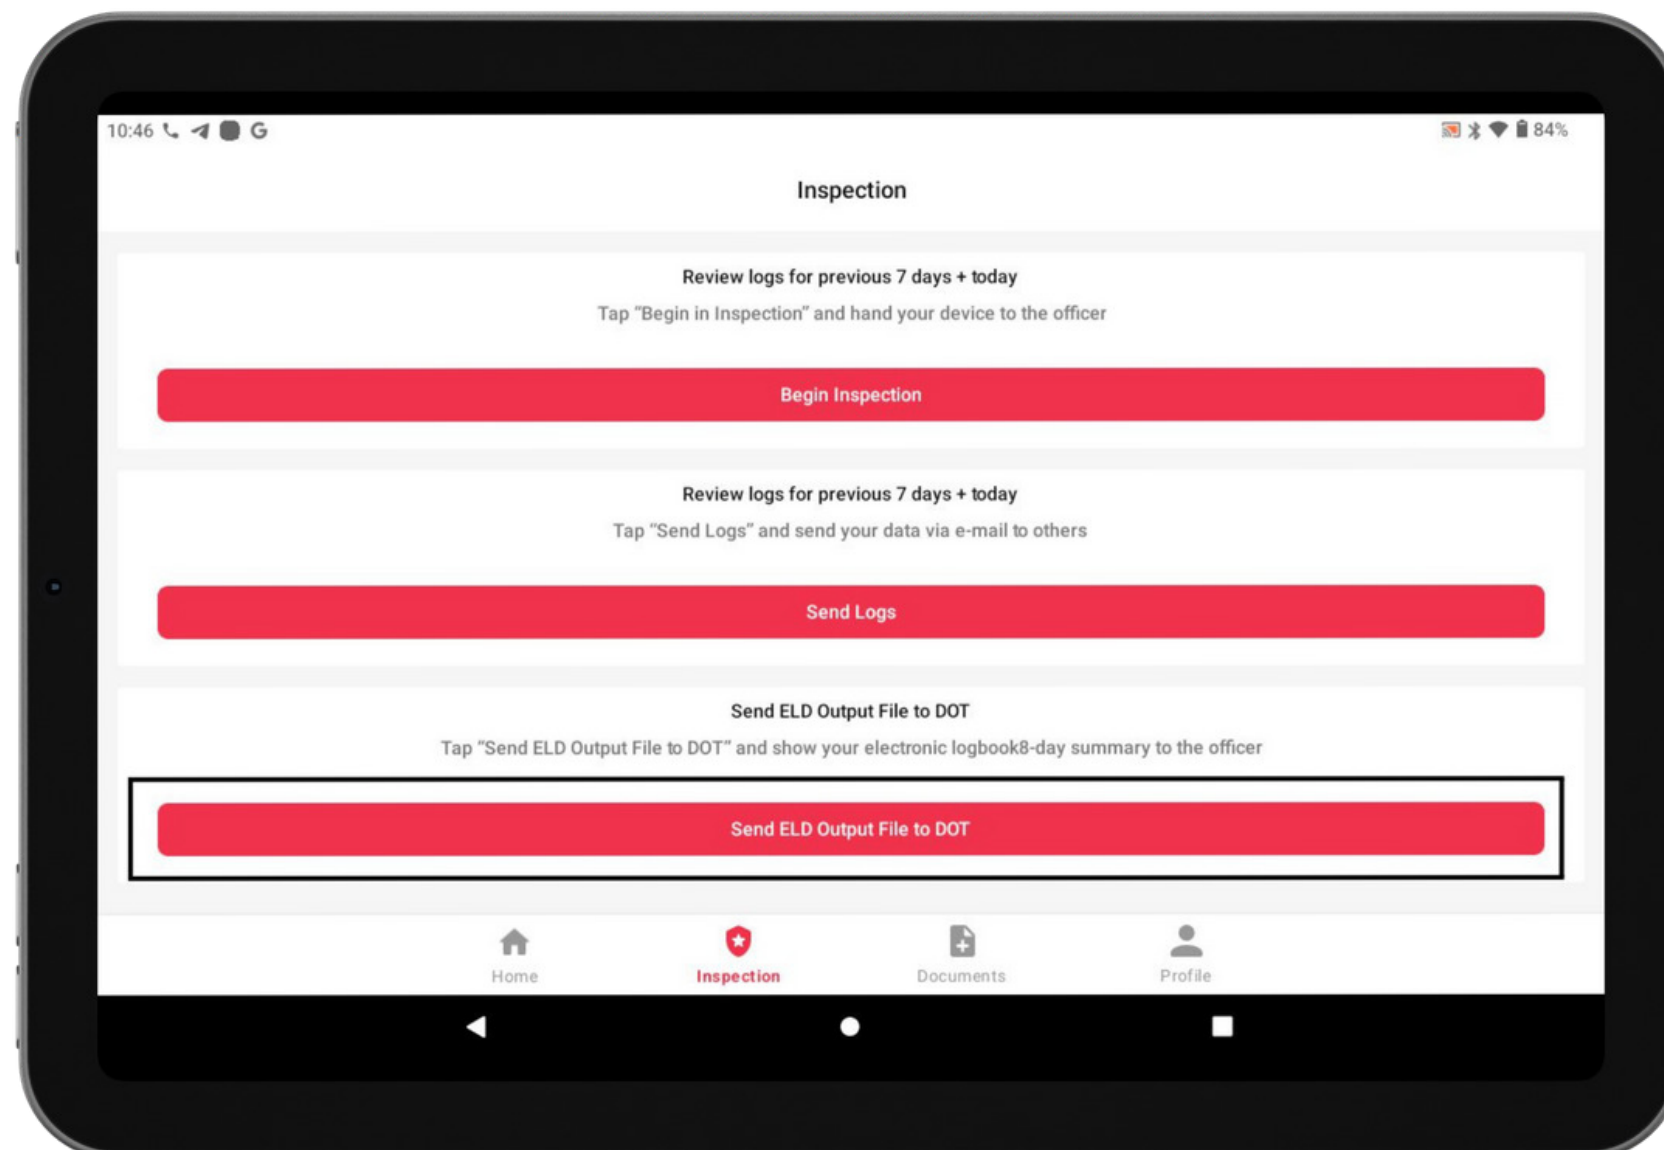 10:46 G 84%
Inspection
Review logs for previous 7 days + today
Tap “Begin in Inspection” and hand your device to the officer
Begin Inspection
Review logs for previous 7 days + today
Tap “Send Logs” and send your data via e-mail to others
Send Logs
Send ELD Output File to DOT
Tap “Send ELD Output File to DOT” and show your electronic logbook8-day summary to the officer
Send ELD Output File to DOT
Home Inspection Documents Profile